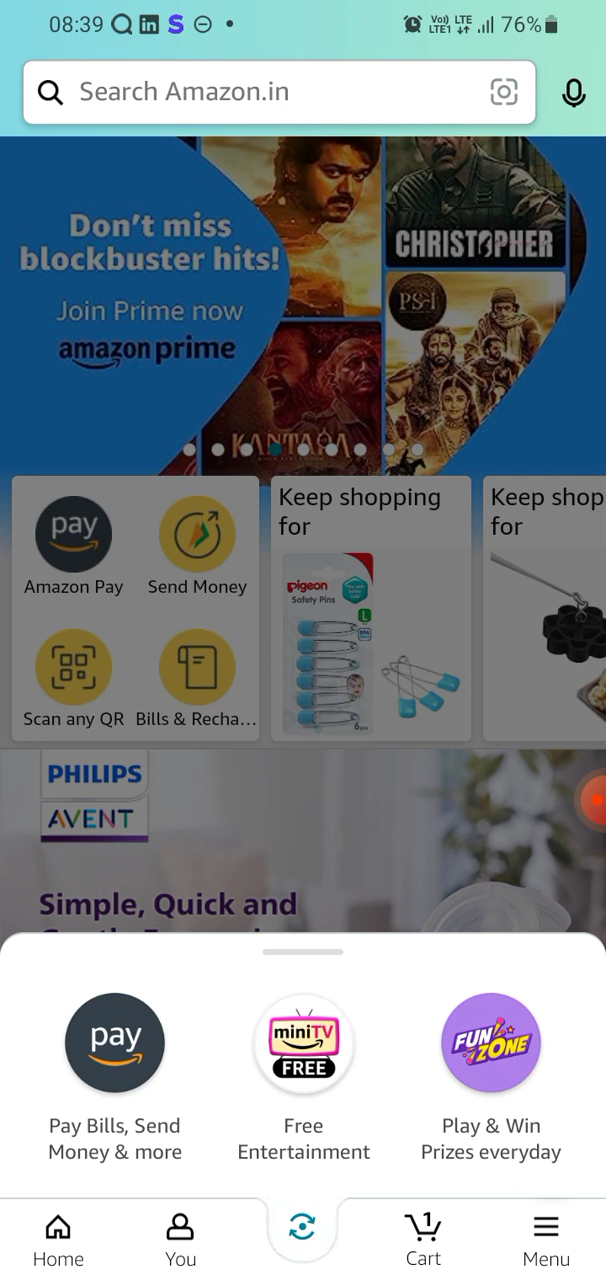 08:39
Vo)) LTE
LTE1
76%
Search Amazon.in
Don't miss
blockbuster hits!
Join Prime now
amazon prime
CHRISTOPHER
PS-I
KANTARA
pay
Amazon Pay
Send Money
Scan any QR
Bills & Recha...
Keep shopping
for
pigeon
Safety Pins
L
Keep shop
for
PHILIPS
AVENT
Simple, Quick and
pay
Pay Bills, Send
Money & more
miniTV
FREE
Free
Entertainment
FUN
ZONE
Play & Win
Prizes everyday
Home
You
1
Cart
Menu